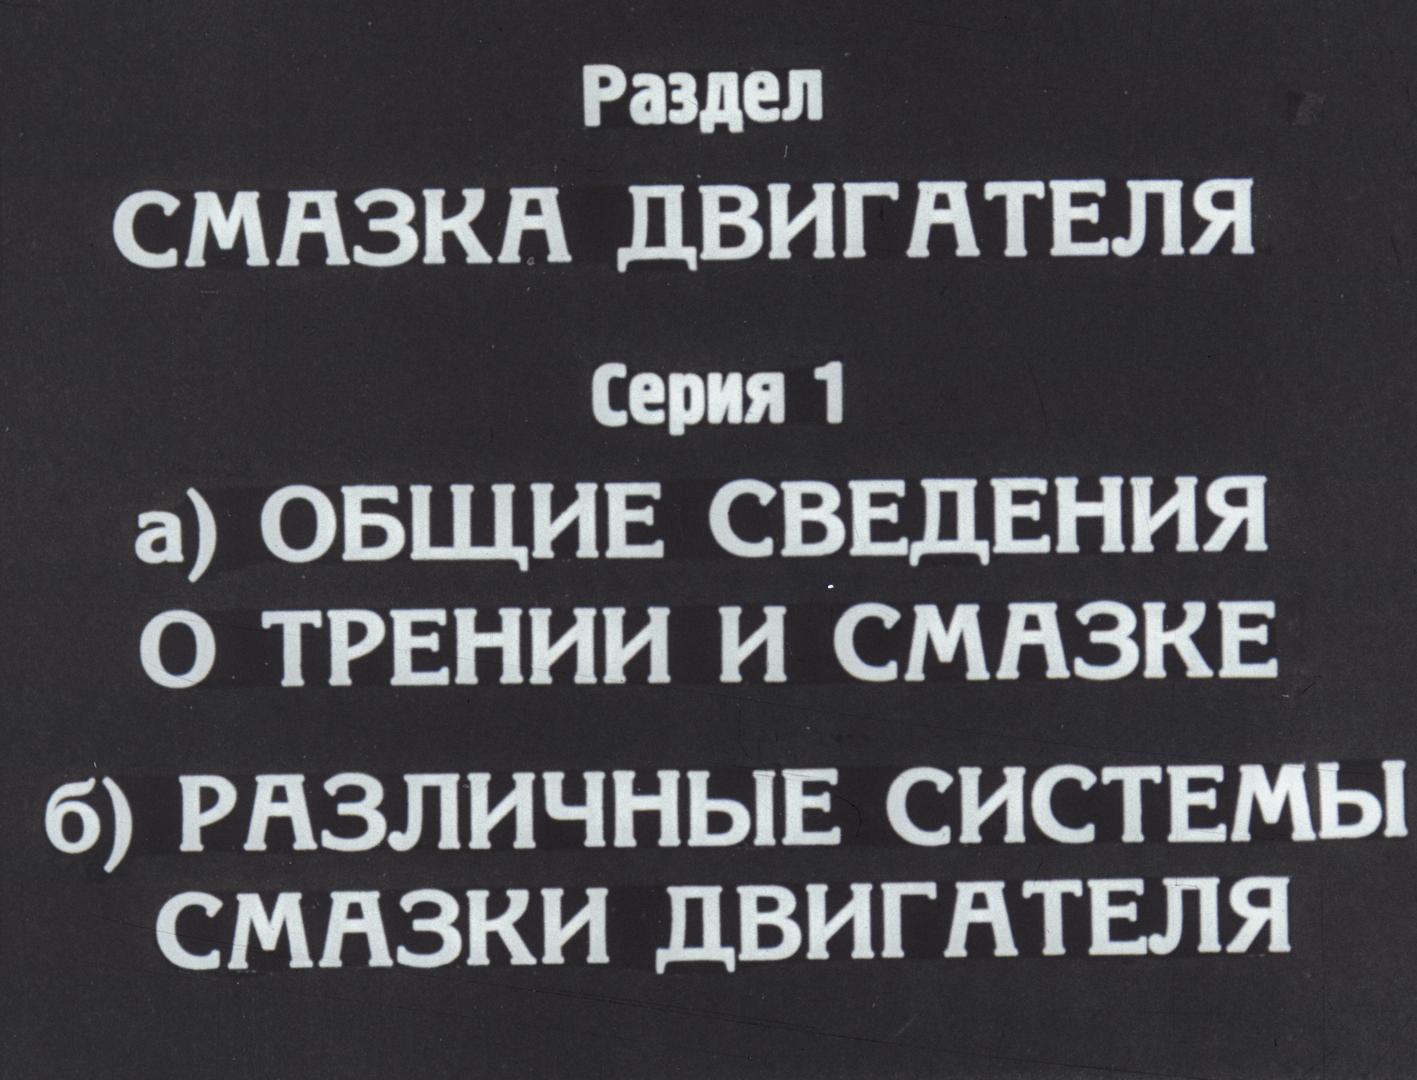 Раздел
СМАЗКА ДВИГАТЕЛЯ
Серия 1
а) ОБЩИЕ СВЕДЕНИЯ
О ТРЕНИИ И СМАЗКЕ
б) РАЗЛИЧНЫЕ СИСТЕМЫ
СМАЗКИ ДВИГАТЕЛЯ